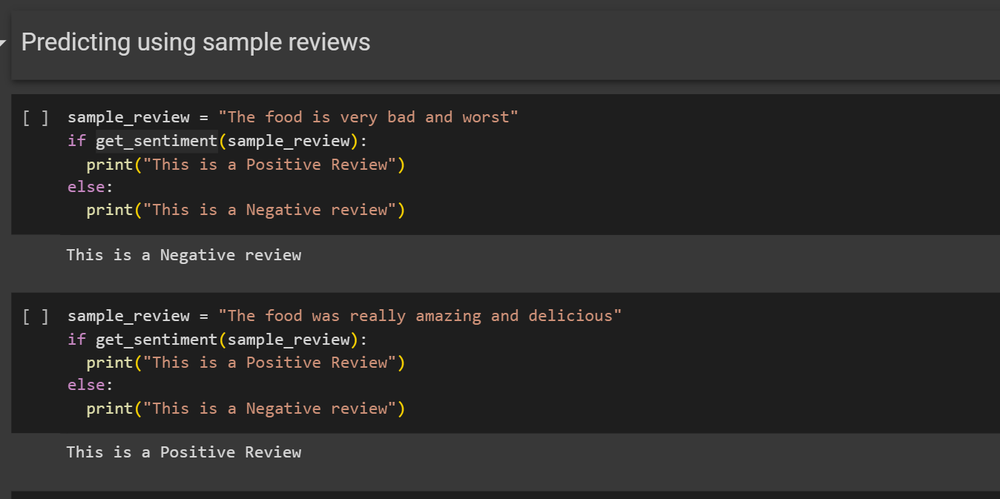 Predicting using sample reviews
[ ] sample_review = "The food is very bad and worst"
if get_sentiment(sample_review):
  print("This is a Positive Review")
else:
  print("This is a Negative review")
This is a Negative review
[ ] sample_review = "The food was really amazing and delicious"
if get_sentiment(sample_review):
  print("This is a Positive Review")
else:
  print("This is a Negative review")
This is a Positive Review